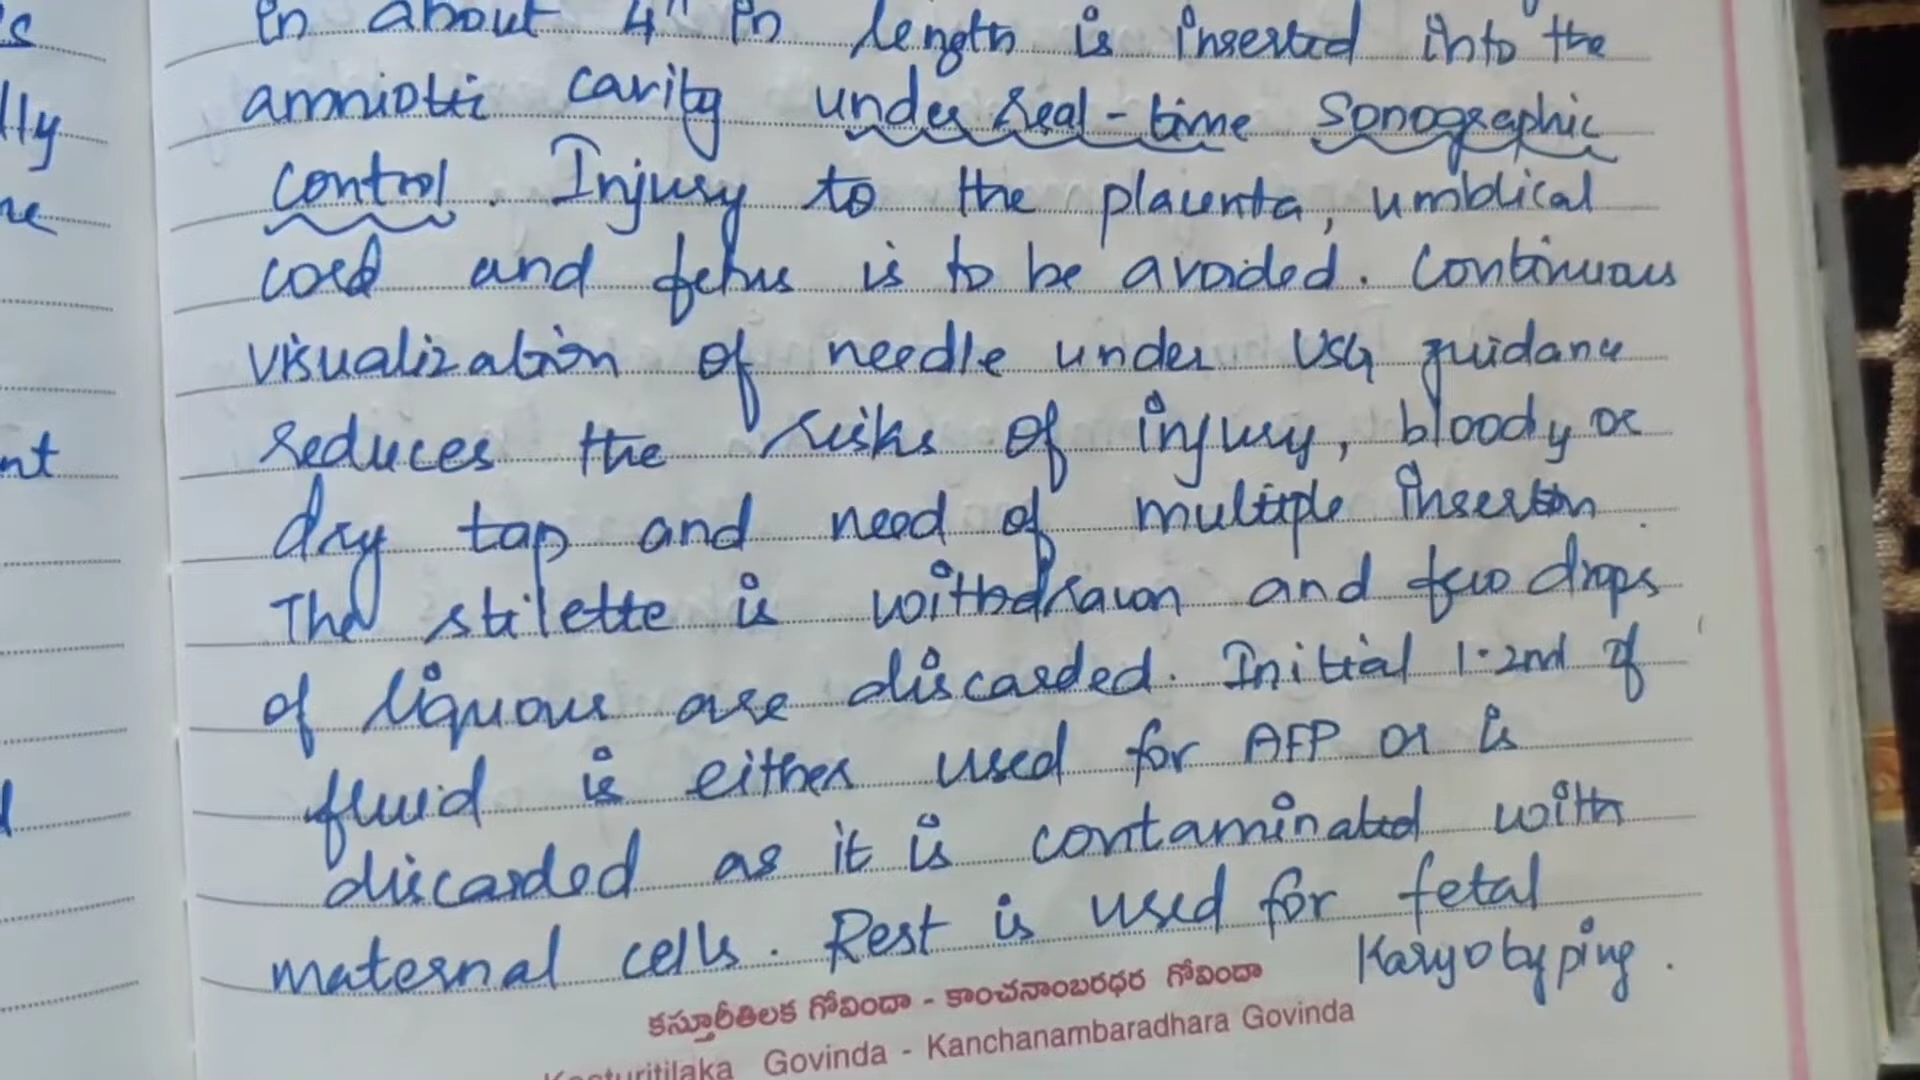 in about 4" in length is inserted into the
amniotic cavity under real-time sonographic
control. Injury to the placenta, umblical
cord and fetus is to be avoided. Continuous
visualization of needle under USG guidance
reduces the risks of injury, bloody or
dry tap and need of multiple insertion.
The stilette is withdrawn and few drops
of liquour are discarded. Initial 1-2ml of
fluid is either used for AFP or is
discarded as it is contaminated with
maternal cells. Rest is used for fetal
Karyotyping.
కస్తూరీతిలక గోవిందా - కాంచనాంబరధర గోవిందా
Kasturitilaka Govinda - Kanchanambaradhara Govinda